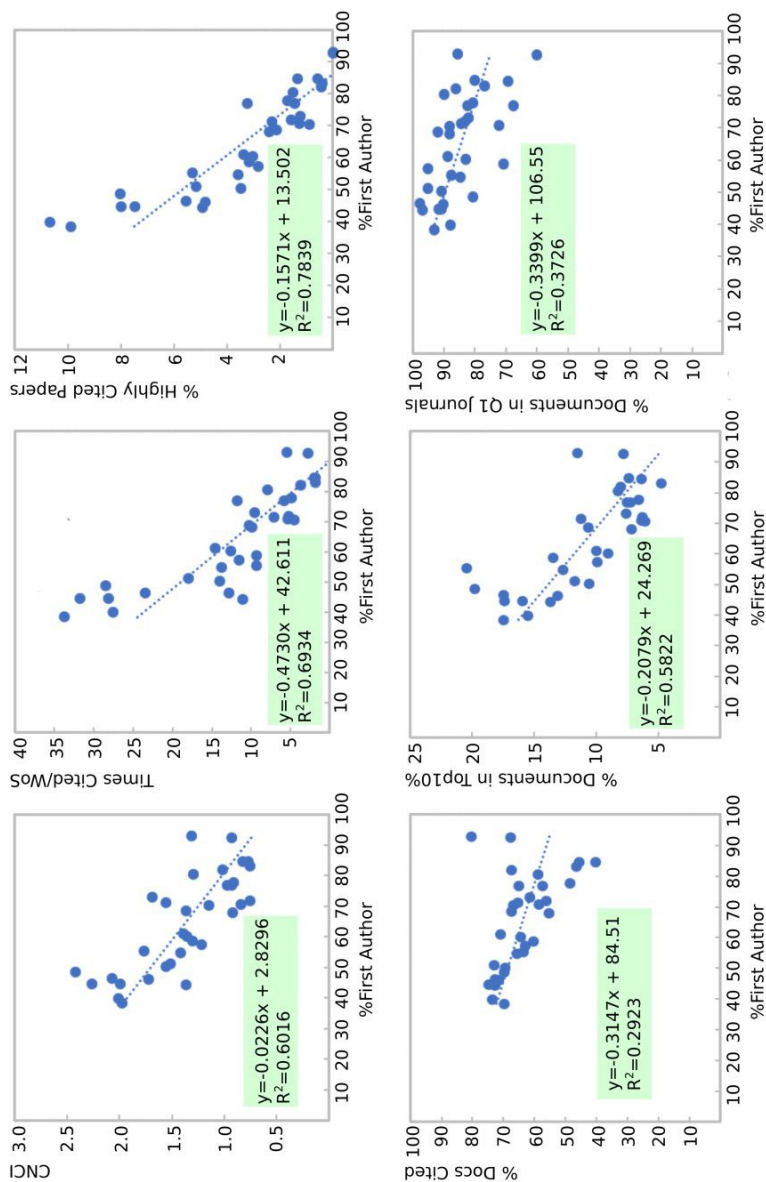 CNCI
3.0
2.5
2.0
1.5
1.0
0.5
y=-0.0226x + 2.8296
R²=0.6016
10 20 30 40 50 60 70 80 90 100
%First Author
Times Cited/WoS
40
35
30
25
20
15
10
5
y=-0.4730x + 42.611
R²=0.6934
10 20 30 40 50 60 70 80 90 100
%First Author
% Highly Cited Papers
12
10
8
6
4
2
y=-0.1571x + 13.502
R²=0.7839
10 20 30 40 50 60 70 80 90 100
%First Author
% Docs Cited
100
90
80
70
60
50
40
30
20
10
y=-0.3147x + 84.51
R²=0.2923
10 20 30 40 50 60 70 80 90 100
%First Author
% Documents in Top10%
25
20
15
10
5
y=-0.2079x + 24.269
R²=0.5822
10 20 30 40 50 60 70 80 90 100
%First Author
% Documents in Q1 Journals
100
90
80
70
60
50
40
30
20
10
y=-0.3399x + 106.55
R²=0.3726
10 20 30 40 50 60 70 80 90 100
%First Author